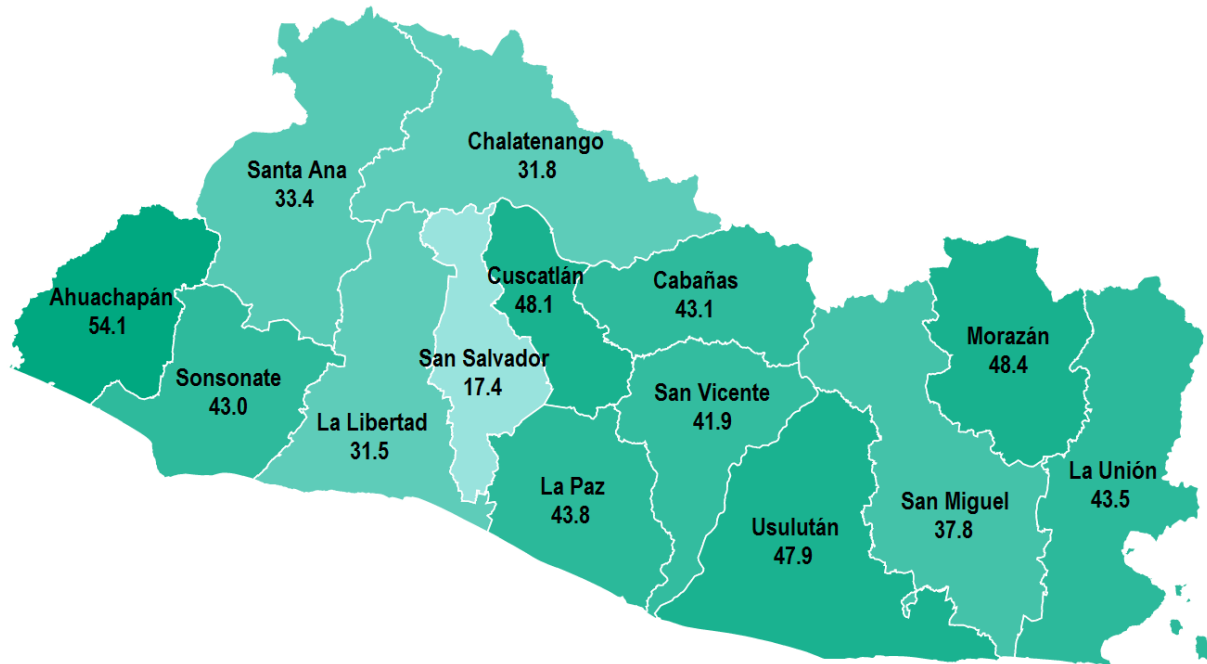 Chalatenango
31.8
Santa Ana
33.4
Ahuachapán
54.1
Cuscatlán
48.1
Cabañas
43.1
Morazán
48.4
San Salvador
17.4
Sonsonate
43.0
San Vicente
41.9
La Libertad
31.5
La Unión
43.5
La Paz
43.8
San Miguel
37.8
Usulután
47.9